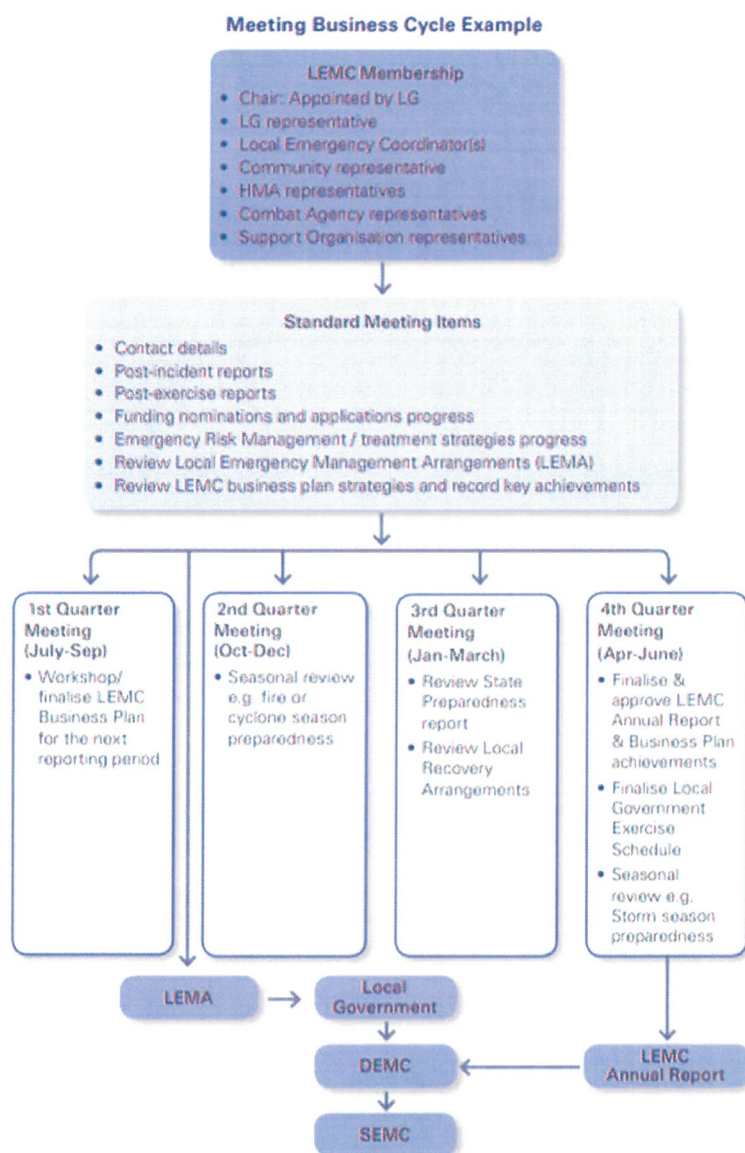 Meeting Business Cycle Example
LEMC Membership
• Chair: Appointed by LG
• LG representative
• Local Emergency Coordinator(s)
• Community representative
• HMA representatives
• Combat Agency representatives
• Support Organisation representatives
Standard Meeting Items
• Contact details
• Post-incident reports
• Post-exercise reports
• Funding nominations and applications progress
• Emergency Risk Management / treatment strategies progress
• Review Local Emergency Management Arrangements (LEMA)
• Review LEMC business plan strategies and record key achievements
1st Quarter
Meeting
(July-Sep)
• Workshop/
finalise LEMC
Business Plan
for the next
reporting period
2nd Quarter
Meeting
(Oct-Dec)
• Seasonal review
e.g. fire or
cyclone season
preparedness
3rd Quarter
Meeting
(Jan-March)
• Review State
Preparedness
report
• Review Local
Recovery
Arrangements
4th Quarter
Meeting
(Apr-June)
• Finalise &
approve LEMC
Annual Report
& Business Plan
achievements
• Finalise Local
Government
Exercise
Schedule
• Seasonal
review e.g.
Storm season
preparedness
LEMA
Local
Government
DEMC
LEMC
Annual Report
SEMC